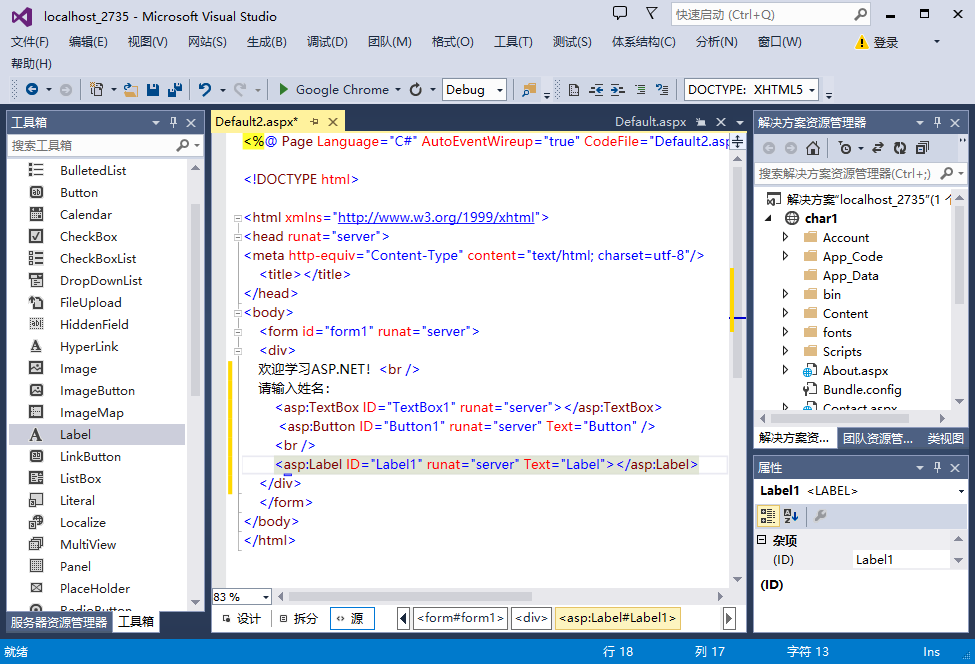 localhost_2735 - Microsoft Visual Studio
快速启动 (Ctrl+Q)
文件(F) 编辑(E) 视图(V) 网站(S) 生成(B) 调试(D) 团队(M) 格式(O) 工具(T) 测试(S) 体系结构(C) 分析(N) 窗口(W) 登录
帮助(H)
Google Chrome Debug DOCTYPE: XHTML5
工具箱
搜索工具箱
BulletedList
Button
Calendar
CheckBox
CheckBoxList
DropDownList
FileUpload
HiddenField
HyperLink
Image
ImageButton
ImageMap
Label
LinkButton
ListBox
Literal
Localize
MultiView
Panel
PlaceHolder
RadioButton
服务器资源管理器 工具箱
Default2.aspx* Default.aspx
<%@ Page Language="C#" AutoEventWireup="true" CodeFile="Default2.asp
<!DOCTYPE html>
<html xmlns="http://www.w3.org/1999/xhtml">
<head runat="server">
<meta http-equiv="Content-Type" content="text/html; charset=utf-8"/>
<title></title>
</head>
<body>
<form id="form1" runat="server">
<div>
欢迎学习ASP.NET! <br />
请输入姓名:
<asp:TextBox ID="TextBox1" runat="server"></asp:TextBox>
<asp:Button ID="Button1" runat="server" Text="Button" />
<br />
<asp:Label ID="Label1" runat="server" Text="Label"></asp:Label>
</div>
</form>
</body>
</html>
83 %
设计 拆分 源 <form#form1> <div> <asp:Label#Label1>
解决方案资源管理器
搜索解决方案资源管理器(Ctrl+;)
解决方案"localhost_2735"(1 个
char1
Account
App_Code
App_Data
bin
Content
fonts
Scripts
About.aspx
Bundle.config
Contact.aspx
解决方案资... 团队资源管... 类视图
属性
Label1 <LABEL>
杂项
(ID) Label1
(ID)
就绪 行 18 列 17 字符 13 Ins